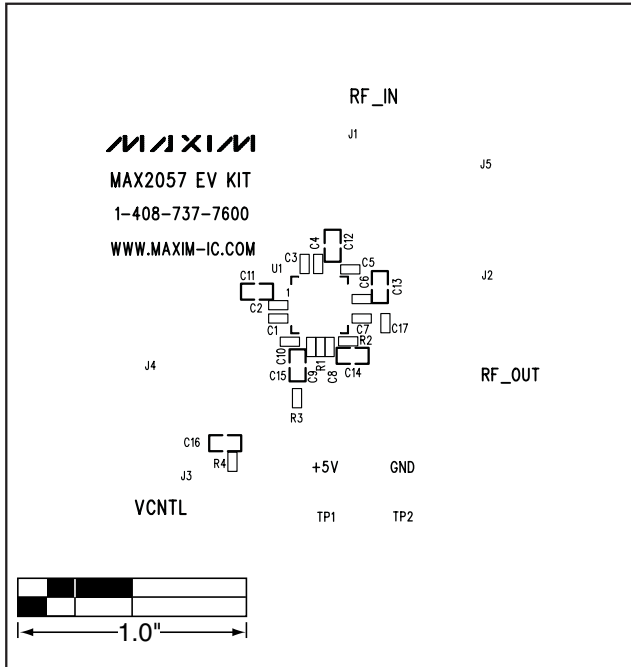 RF_IN
J1
MAXIM
J5
MAX2057 EV KIT
1-408-737-7600
WWW.MAXIM-IC.COM
C4
C12
C3
U1
C5
C11
C6
C13
J2
1
C2
C1
C7
C17
C10
R2
J4
C15
C9
R1
C8
C14
RF_OUT
R3
C16
R4
+5V
GND
J3
VCNTL
TP1
TP2
1.0"